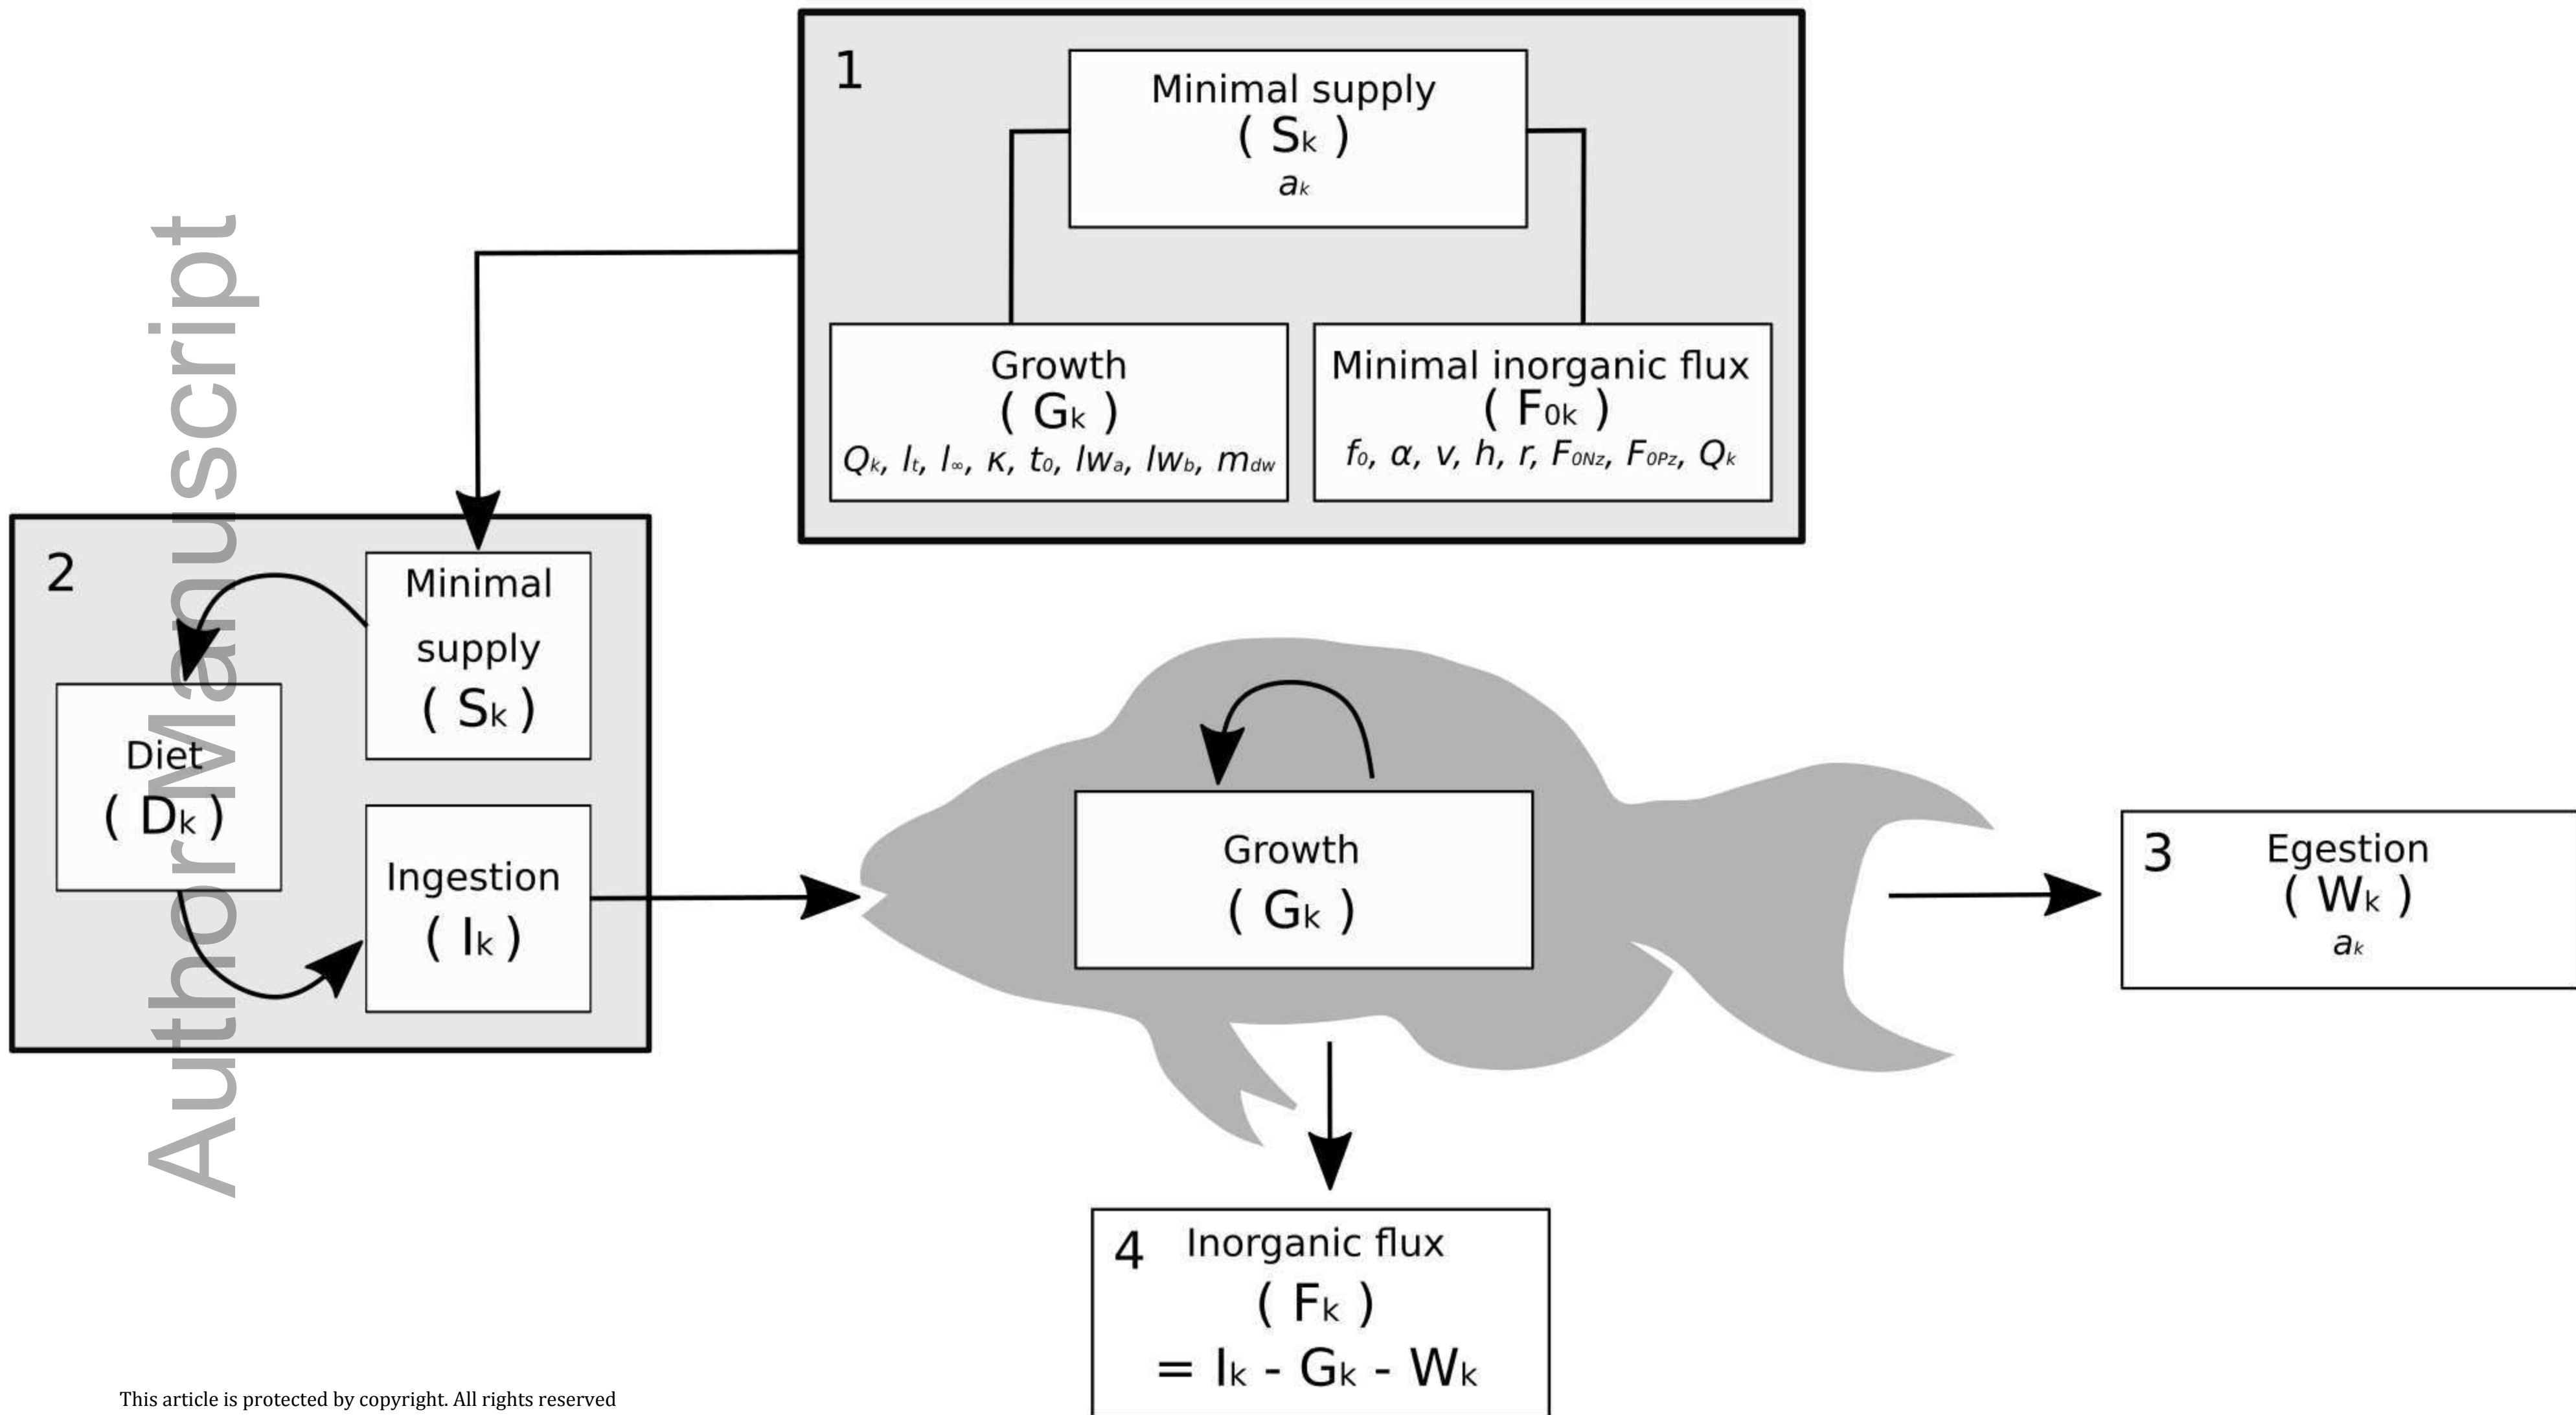 1
Minimal supply
( Sk )
ak
Growth
( Gk )
Qk, lt, l∞, κ, t0, lwa, lwb, mdw
Minimal inorganic flux
( F0k )
f0, α, v, h, r, F0Nz, F0Pz, Qk
2
Minimal
supply
( Sk )
Diet
( Dk )
Ingestion
( Ik )
Growth
( Gk )
3 Egestion
( Wk )
ak
4 Inorganic flux
( Fk )
= Ik - Gk - Wk
Author Manuscript
This article is protected by copyright. All rights reserved